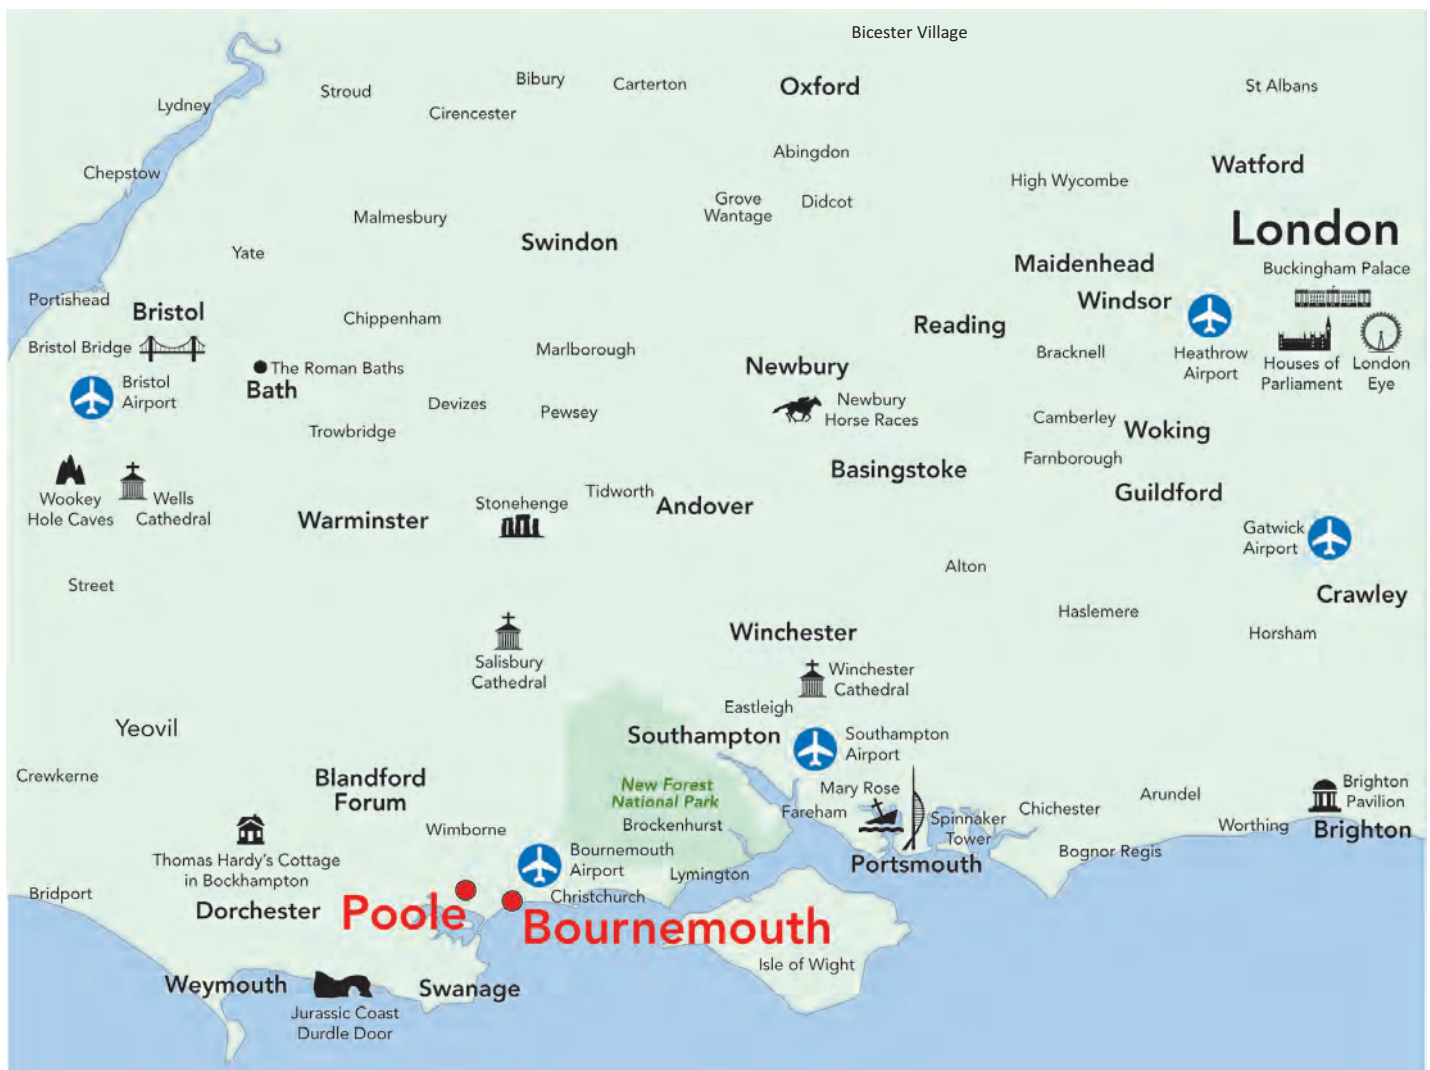 Bicester Village
Bibury
Carterton
Oxford
St Albans
Stroud
Lydney
Cirencester
Abingdon
Watford
Chepstow
High Wycombe
Grove
Wantage
Didcot
Malmesbury
London
Swindon
Yate
Maidenhead
Buckingham Palace
Portishead
Bristol
Windsor
Chippenham
Reading
Bristol Bridge
Marlborough
Bracknell
Heathrow
Airport
Houses of
Parliament
London
Eye
The Roman Baths
Bath
Newbury
Bristol
Airport
Devizes
Pewsey
Newbury
Horse Races
Camberley
Woking
Trowbridge
Farnborough
Basingstoke
Guildford
Wookey
Hole Caves
Wells
Cathedral
Stonehenge
Tidworth
Andover
Warminster
Gatwick
Airport
Alton
Street
Crawley
Haslemere
Horsham
Winchester
Salisbury
Cathedral
Winchester
Cathedral
Eastleigh
Yeovil
Southampton
Southampton
Airport
Crewkerne
Blandford
Forum
New Forest
National Park
Mary Rose
Brighton
Pavilion
Arundel
Fareham
Chichester
Spinnaker
Tower
Wimborne
Brockenhurst
Worthing
Brighton
Thomas Hardy's Cottage
in Bockhampton
Bournemouth
Airport
Bognor Regis
Portsmouth
Lymington
Bridport
Christchurch
Dorchester
Poole
Bournemouth
Isle of Wight
Weymouth
Swanage
Jurassic Coast
Durdle Door